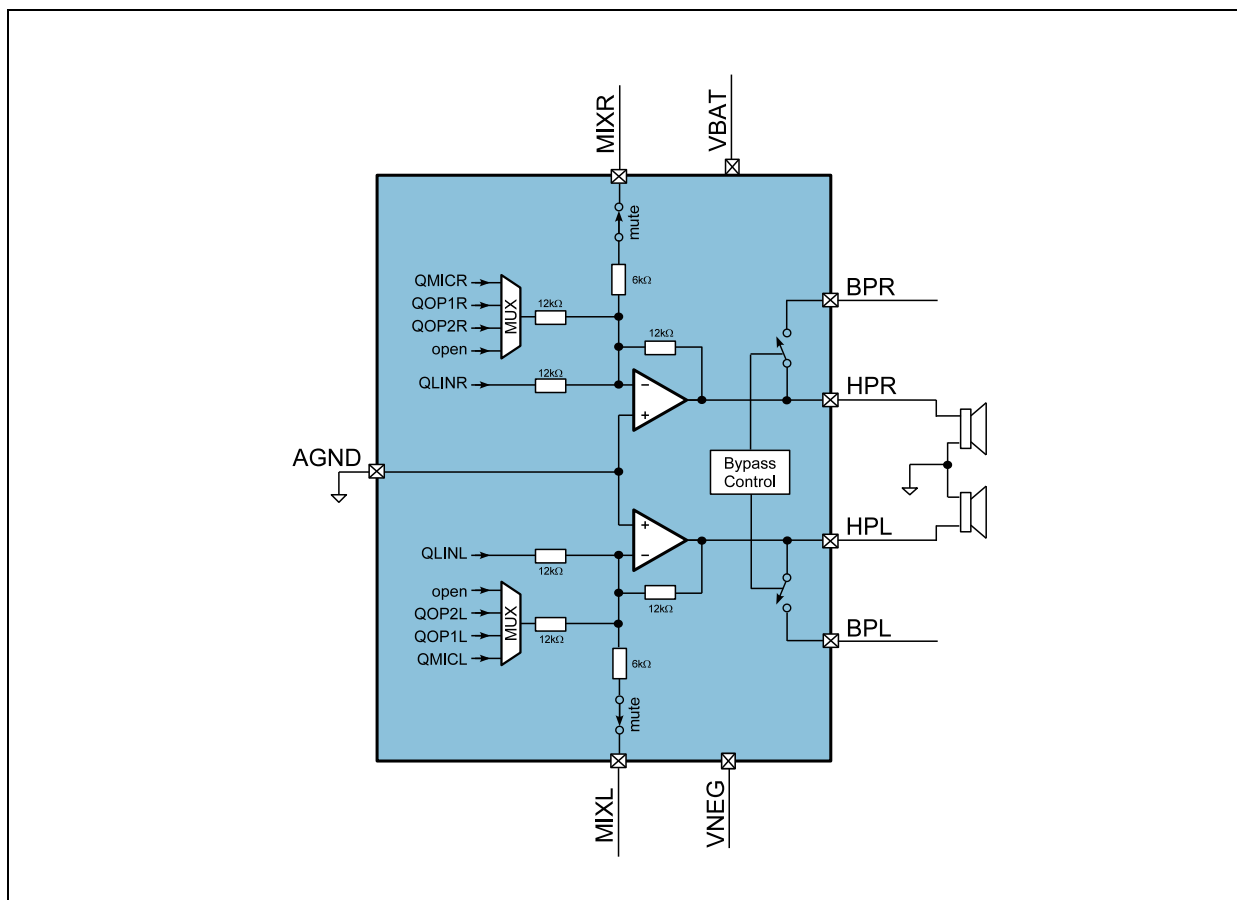 MIXR
VBAT
mute
6kΩ
QMICR
QOP1R
QOP2R
open
MUX
12kΩ
12kΩ
QLINR
12kΩ
−
+
BPR
HPR
AGND
Bypass
Control
+
−
HPL
QLINL
12kΩ
open
QOP2L
QOP1L
QMICL
MUX
12kΩ
12kΩ
BPL
6kΩ
mute
MIXL
VNEG